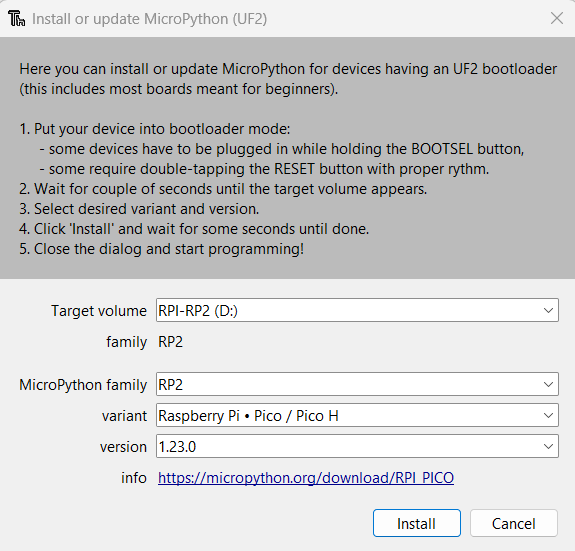 Install or update MicroPython (UF2)
Here you can install or update MicroPython for devices having an UF2 bootloader
(this includes most boards meant for beginners).
1. Put your device into bootloader mode:
- some devices have to be plugged in while holding the BOOTSEL button,
- some require double-tapping the RESET button with proper rythm.
2. Wait for couple of seconds until the target volume appears.
3. Select desired variant and version.
4. Click 'Install' and wait for some seconds until done.
5. Close the dialog and start programming!
Target volume RPI-RP2 (D:)
family RP2
MicroPython family RP2
variant Raspberry Pi • Pico / Pico H
version 1.23.0
info https://micropython.org/download/RPI_PICO
Install Cancel